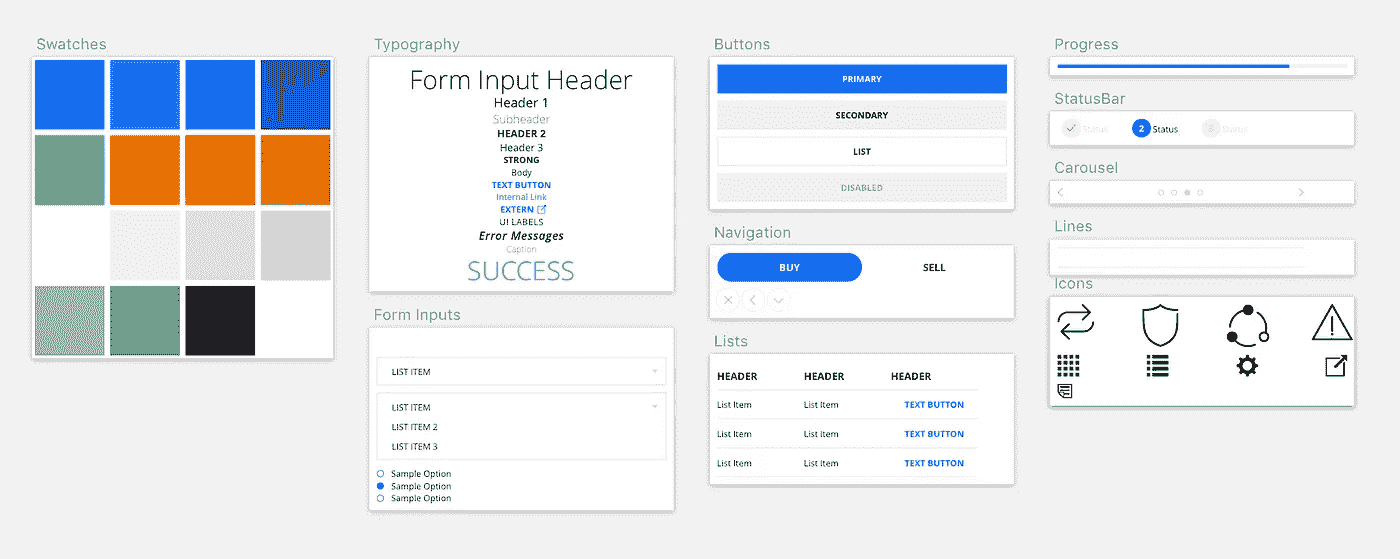 Swatches
Typography
Form Input Header
Header 1
Subheader
HEADER 2
Header 3
STRONG
Body
TEXT BUTTON
Internal Link
EXTERN
UI LABELS
Error Messages
Caption
SUCCESS
Form Inputs
LIST ITEM
LIST ITEM
LIST ITEM 2
LIST ITEM 3
Sample Option
Sample Option
Sample Option
Buttons
PRIMARY
SECONDARY
LIST
DISABLED
Navigation
BUY SELL
Lists
HEADER HEADER HEADER
List Item List Item TEXT BUTTON
List Item List Item TEXT BUTTON
List Item List Item TEXT BUTTON
Progress
StatusBar
Status 2 Status 3 Status
Carousel
Lines
Icons